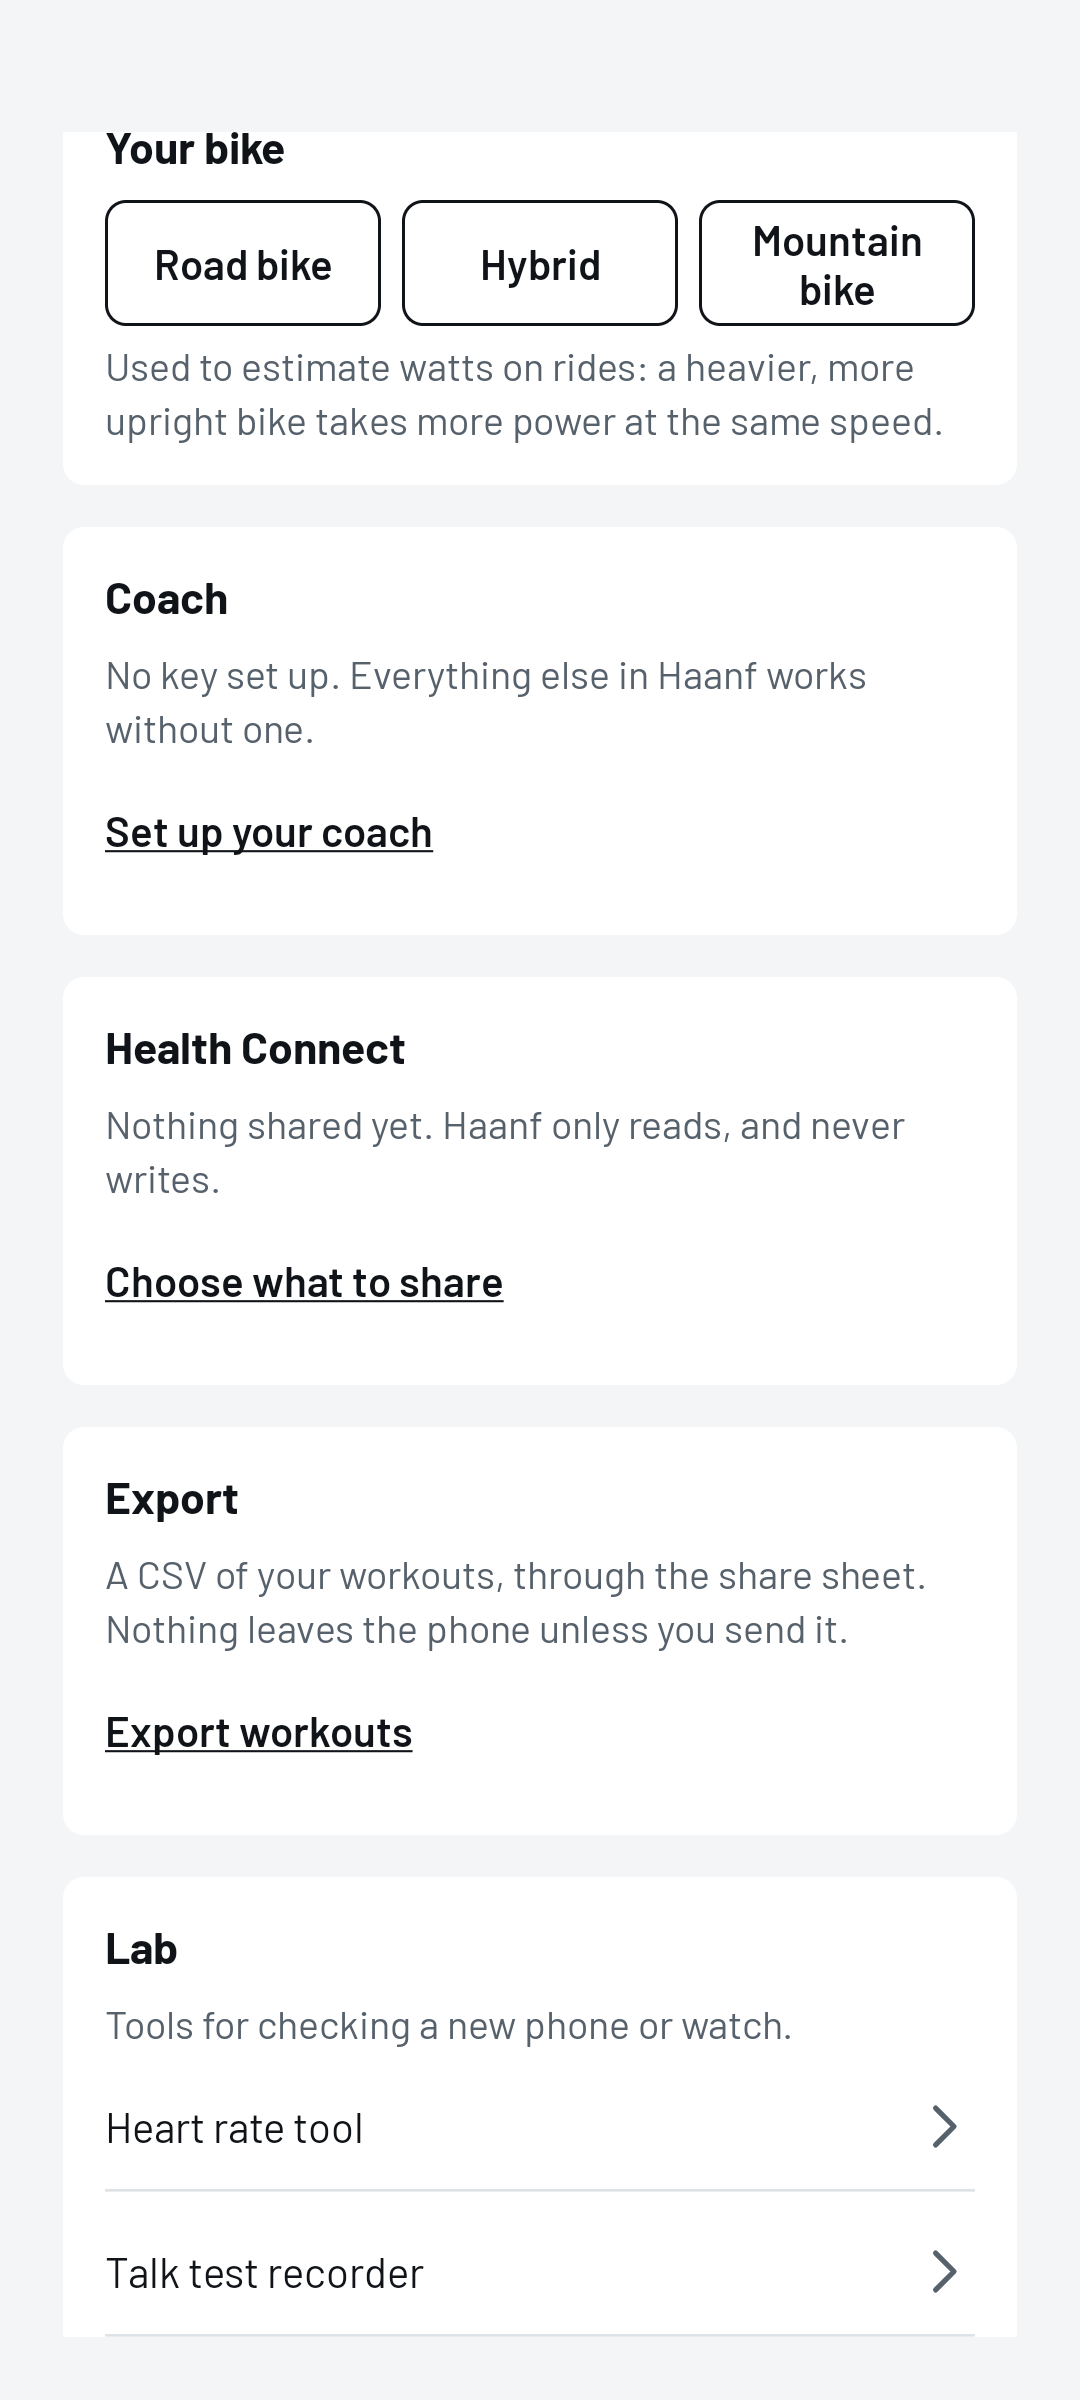 Your bike
Road bike
Hybrid
Mountain
bike
Used to estimate watts on rides: a heavier, more
upright bike takes more power at the same speed.
Coach
No key set up. Everything else in Haanf works
without one.
Set up your coach
Health Connect
Nothing shared yet. Haanf only reads, and never
writes.
Choose what to share
Export
A CSV of your workouts, through the share sheet.
Nothing leaves the phone unless you send it.
Export workouts
Lab
Tools for checking a new phone or watch.
Heart rate tool
Talk test recorder